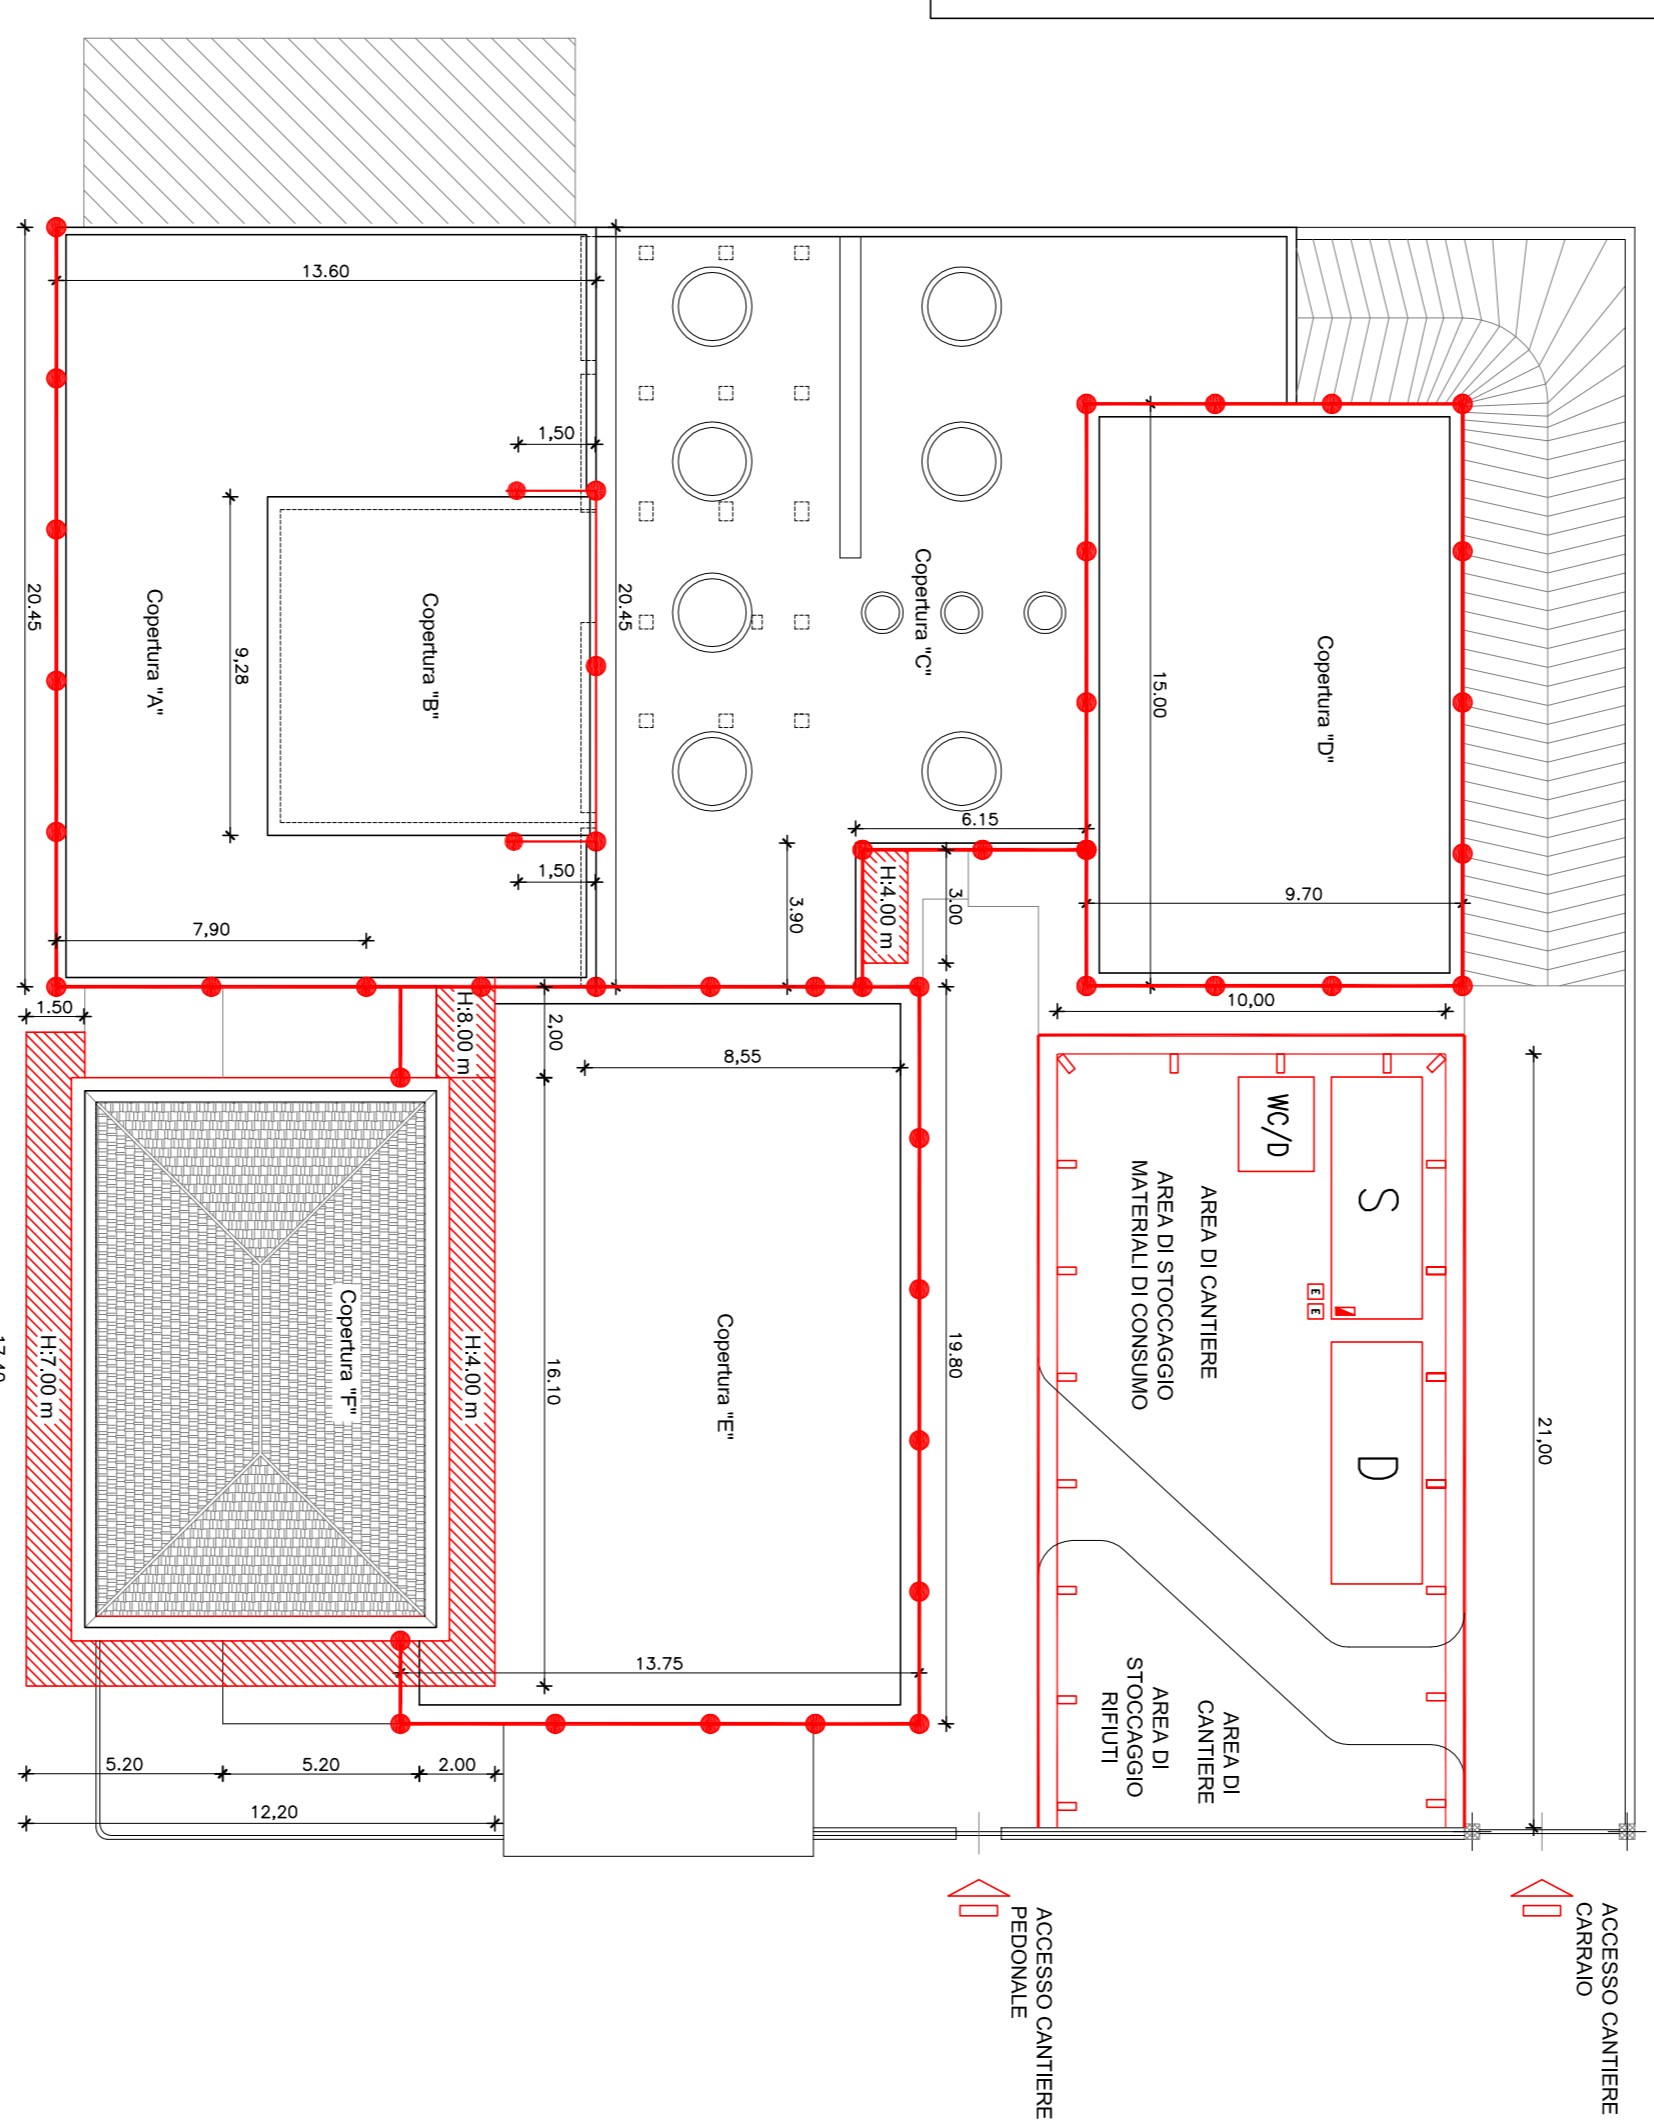 13.60
1,50
Copertura "C"
Copertura "D"
15.00
20.45
20.45
Copertura "A"
9,28
Copertura "B"
6.15
H:4.00 m
3.00
3.90
9.70
1,50
7,90
1.50
H:8.00 m
2,00
8,55
10,00
WC/D
S
AREA DI CANTIERE
AREA DI STOCCAGGIO
MATERIALI DI CONSUMO
E
E
21,00
D
Copertura "F"
H:7.00 m
H:4.00 m
16.10
Copertura "E"
19.80
13.75
AREA DI
CANTIERE
AREA DI
STOCCAGGIO
RIFIUTI
5.20
5.20
2.00
12,20
ACCESSO CANTIERE
PEDONALE
ACCESSO CANTIERE
CARRAIO